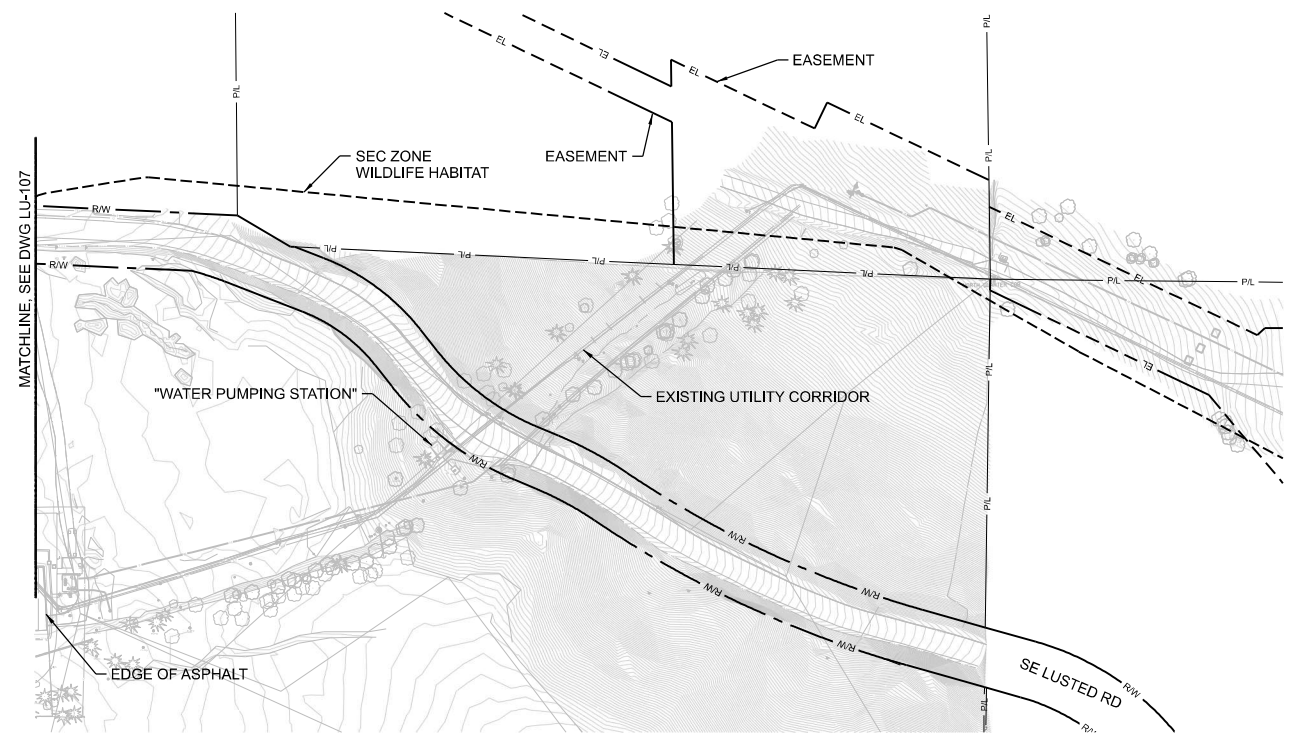 EL
EL
P/L
EASEMENT
EL
P/L
EL
MATCHLINE, SEE DWG LU-107
SEC ZONE
WILDLIFE HABITAT
EASEMENT
P/L
R/W
EL
P/L
P/L
P/L
P/L
P/L
R/W
P/L
EL
P/L
P/L
EL
"WATER PUMPING STATION"
EXISTING UTILITY CORRIDOR
R/W
P/L
R/W
R/W
R/W
R/W
EDGE OF ASPHALT
SE LUSTED RD
R/W
P/L
R/W